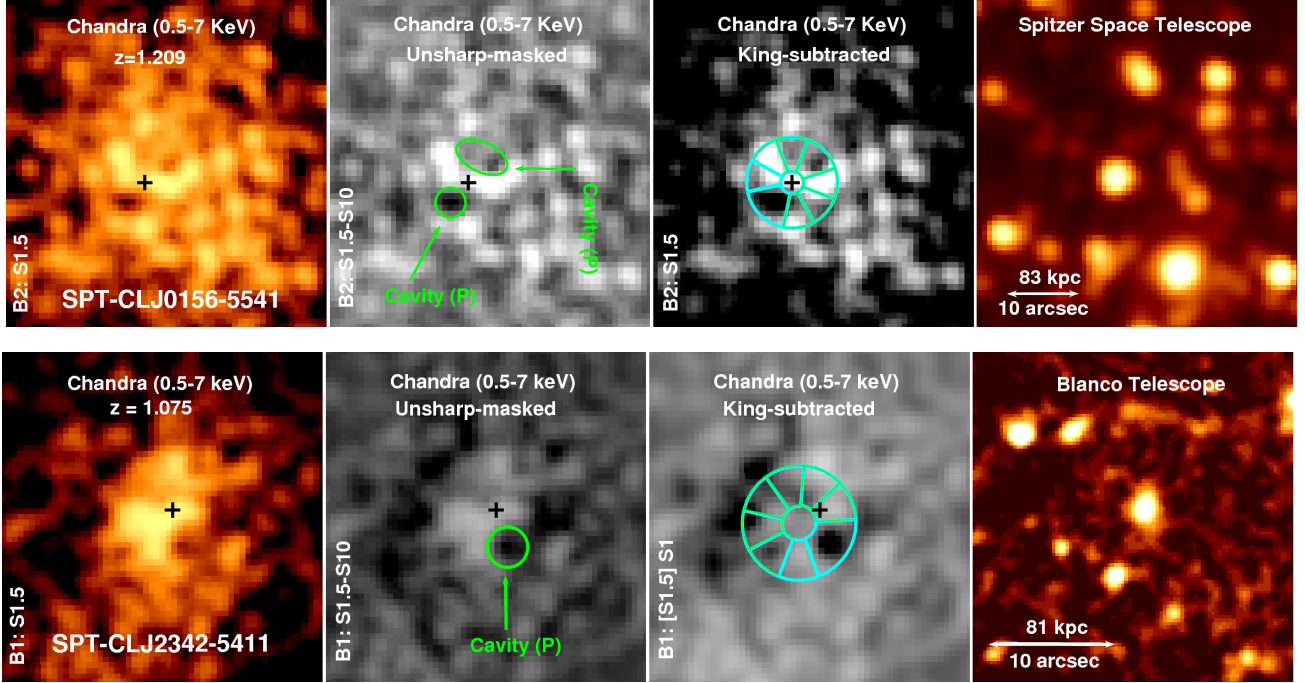 Chandra (0.5-7 KeV)
z=1.209
B2: S1.5
SPT-CLJ0156-5541
Chandra (0.5-7 KeV)
Unsharp-masked
B2:S1.5-S10
Cavity (P)
Cavity (P)
Chandra (0.5-7 KeV)
King-subtracted
B2: S1.5
Spitzer Space Telescope
83 kpc
10 arcsec
Chandra (0.5-7 keV)
z = 1.075
B1: S1.5
SPT-CLJ2342-5411
Chandra (0.5-7 keV)
Unsharp-masked
B1: S1.5-S10
Cavity (P)
Chandra (0.5-7 keV)
King-subtracted
B1: [S1.5] S1
Blanco Telescope
81 kpc
10 arcsec